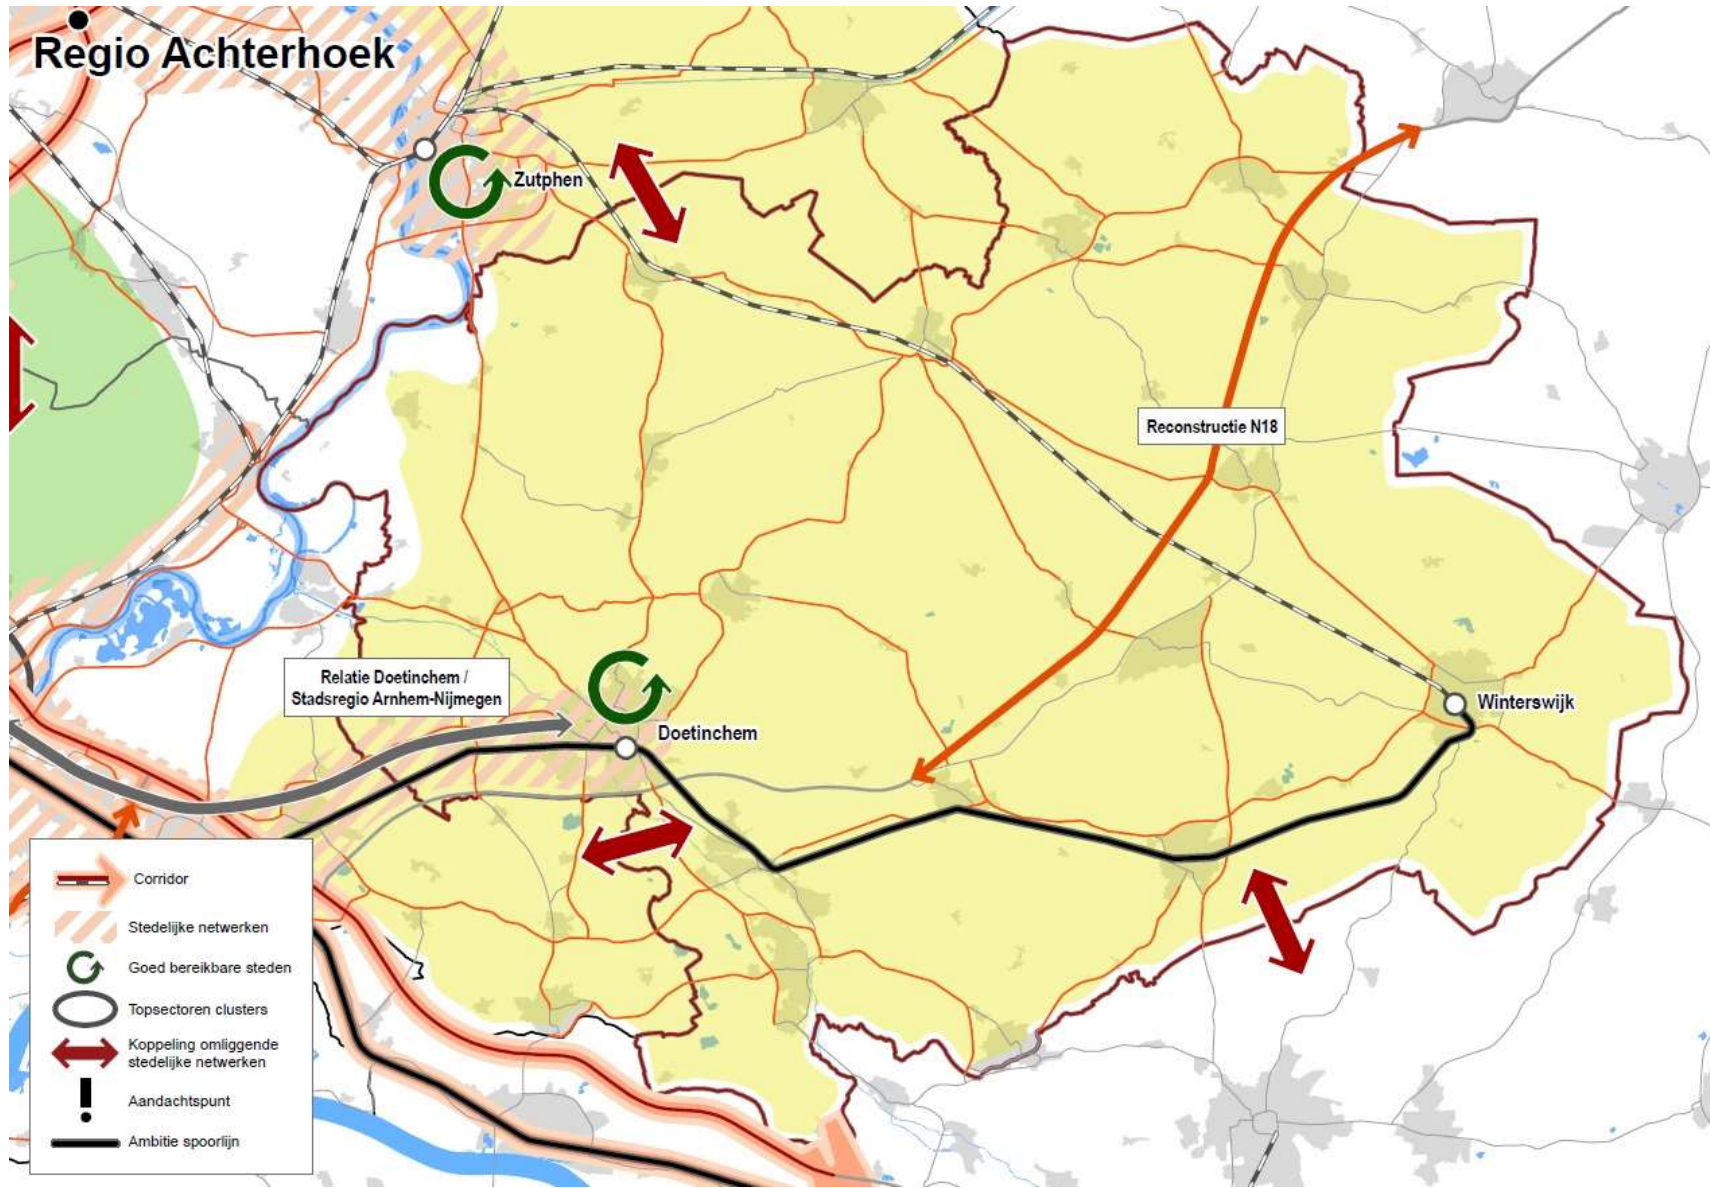 Regio Achterhoek
Zutphen
Reconstructie N18
Relatie Doetinchem /
Stadsregio Arnhem-Nijmegen
Doetinchem
Winterswijk
Corridor
Stedelijke netwerken
Goed bereikbare steden
Topsectoren clusters
Koppeling omliggende
stedelijke netwerken
Aandachtspunt
Ambitie spoorlijn